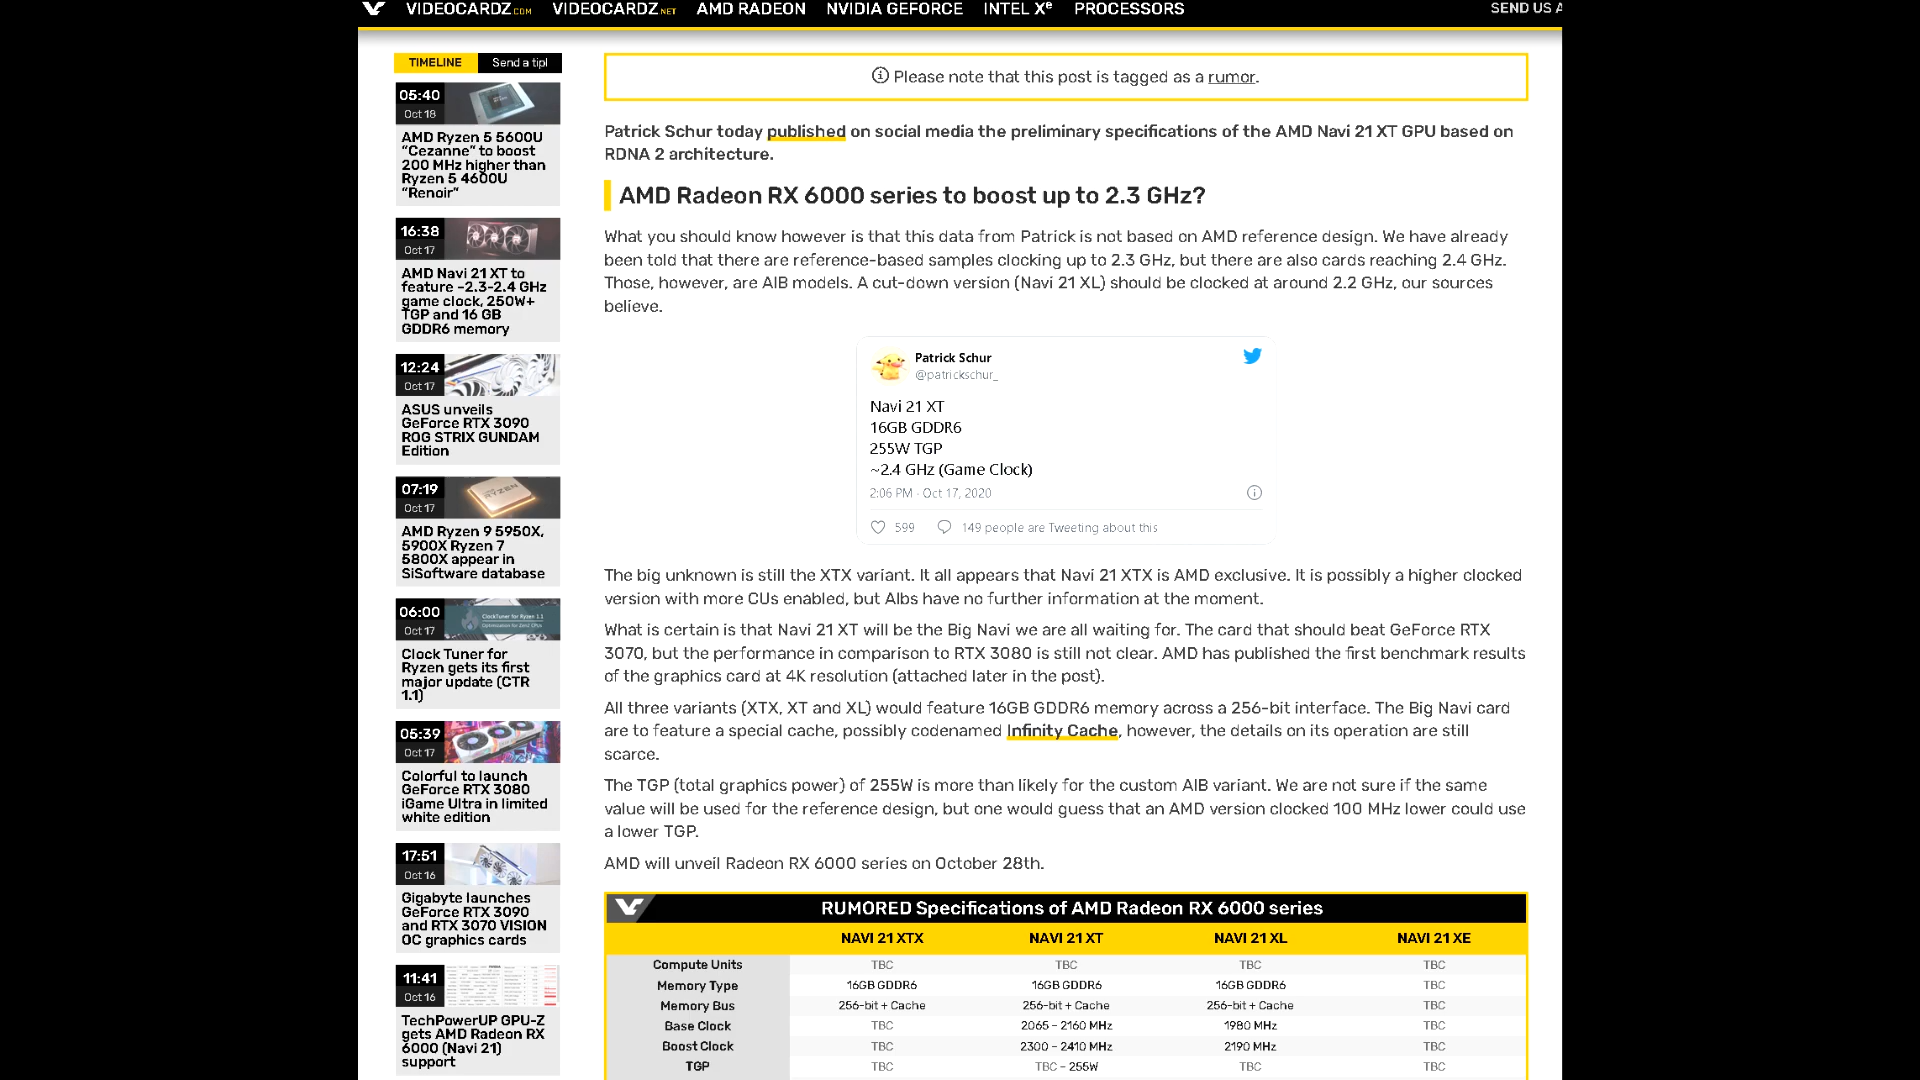 VIDEOCARDZ.COM VIDEOCARDZ.NET AMD RADEON NVIDIA GEFORCE INTEL Xe PROCESSORS SEND US A
TIMELINE Send a tip!
05:40
Oct 18
AMD Ryzen 5 5600U
“Cezanne” to boost
200 MHz higher than
Ryzen 5 4600U
“Renoir”
16:38
Oct 17
AMD Navi 21 XT to
feature ~2.3-2.4 GHz
game clock, 250W+
TGP and 16 GB
GDDR6 memory
12:24
Oct 17
ASUS unveils
GeForce RTX 3090
ROG STRIX GUNDAM
Edition
07:19
Oct 17
AMD Ryzen 9 5950X,
5900X Ryzen 7
5800X appear in
SiSoftware database
06:00
Oct 17
Clock Tuner for
Ryzen gets its first
major update (CTR
1.1)
05:39
Oct 17
Colorful to launch
GeForce RTX 3080
iGame Ultra in limited
white edition
17:51
Oct 16
Gigabyte launches
GeForce RTX 3090
and RTX 3070 VISION
OC graphics cards
11:41
Oct 16
TechPowerUP GPU-Z
gets AMD Radeon RX
6000 (Navi 21)
support
Please note that this post is tagged as a rumor.
Patrick Schur today published on social media the preliminary specifications of the AMD Navi 21 XT GPU based on
RDNA 2 architecture.
AMD Radeon RX 6000 series to boost up to 2.3 GHz?
What you should know however is that this data from Patrick is not based on AMD reference design. We have already
been told that there are reference-based samples clocking up to 2.3 GHz, but there are also cards reaching 2.4 GHz.
Those, however, are AIB models. A cut-down version (Navi 21 XL) should be clocked at around 2.2 GHz, our sources
believe.
Patrick Schur
@patrickschur_
Navi 21 XT
16GB GDDR6
255W TGP
~2.4 GHz (Game Clock)
2:06 PM · Oct 17, 2020
599 149 people are Tweeting about this
The big unknown is still the XTX variant. It all appears that Navi 21 XTX is AMD exclusive. It is possibly a higher clocked
version with more CUs enabled, but AIbs have no further information at the moment.
What is certain is that Navi 21 XT will be the Big Navi we are all waiting for. The card that should beat GeForce RTX
3070, but the performance in comparison to RTX 3080 is still not clear. AMD has published the first benchmark results
of the graphics card at 4K resolution (attached later in the post).
All three variants (XTX, XT and XL) would feature 16GB GDDR6 memory across a 256-bit interface. The Big Navi card
are to feature a special cache, possibly codenamed Infinity Cache, however, the details on its operation are still
scarce.
The TGP (total graphics power) of 255W is more than likely for the custom AIB variant. We are not sure if the same
value will be used for the reference design, but one would guess that an AMD version clocked 100 MHz lower could use
a lower TGP.
AMD will unveil Radeon RX 6000 series on October 28th.
RUMORED Specifications of AMD Radeon RX 6000 series
NAVI 21 XTX NAVI 21 XT NAVI 21 XL NAVI 21 XE
Compute Units TBC TBC TBC TBC
Memory Type 16GB GDDR6 16GB GDDR6 16GB GDDR6 TBC
Memory Bus 256-bit + Cache 256-bit + Cache 256-bit + Cache TBC
Base Clock TBC 2065 – 2160 MHz 1980 MHz TBC
Boost Clock TBC 2300 – 2410 MHz 2190 MHz TBC
TGP TBC TBC – 255W TBC TBC